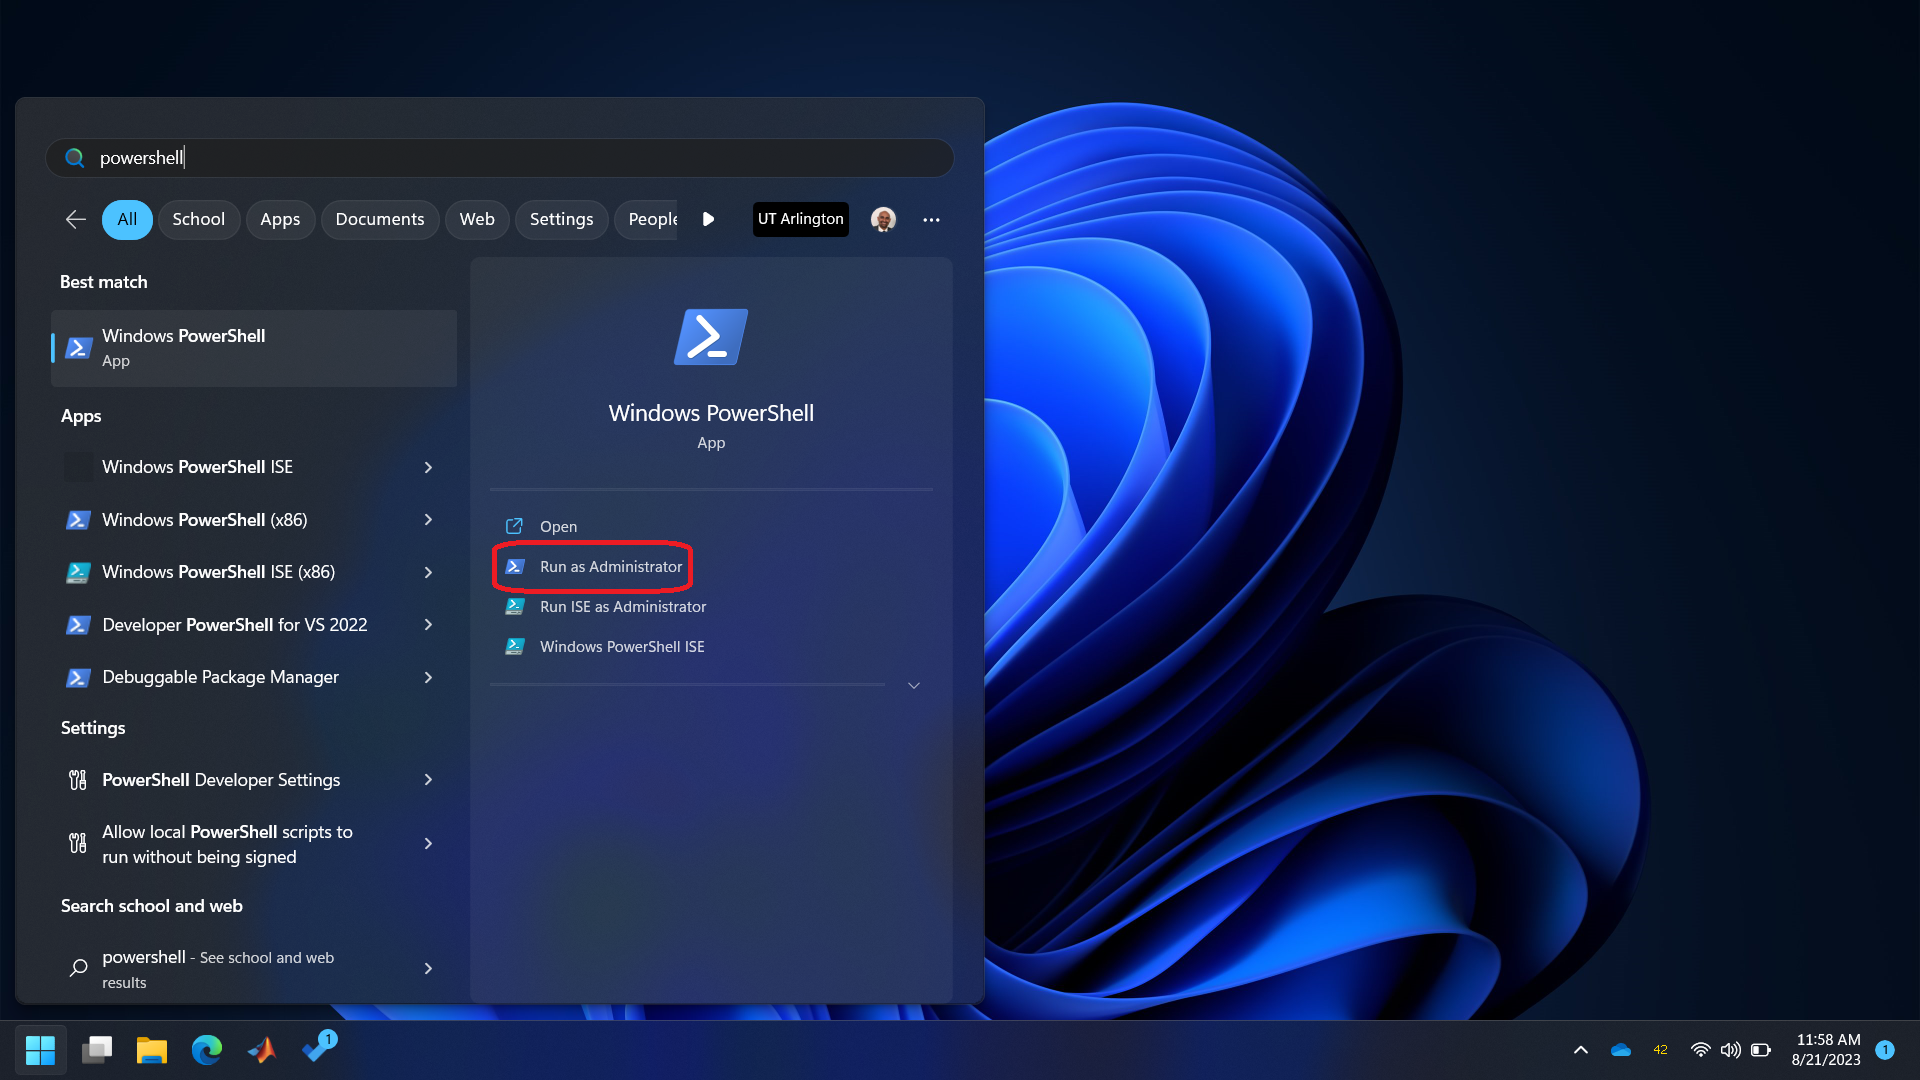 powershell
All
School
Apps
Documents
Web
Settings
People
UT Arlington
Best match
Windows PowerShell
App
Apps
Windows PowerShell ISE
Windows PowerShell (x86)
Windows PowerShell ISE (x86)
Developer PowerShell for VS 2022
Debuggable Package Manager
Settings
PowerShell Developer Settings
Allow local PowerShell scripts to
run without being signed
Search school and web
powershell - See school and web
results
Windows PowerShell
App
Open
Run as Administrator
Run ISE as Administrator
Windows PowerShell ISE
1
42
11:58 AM
8/21/2023
1